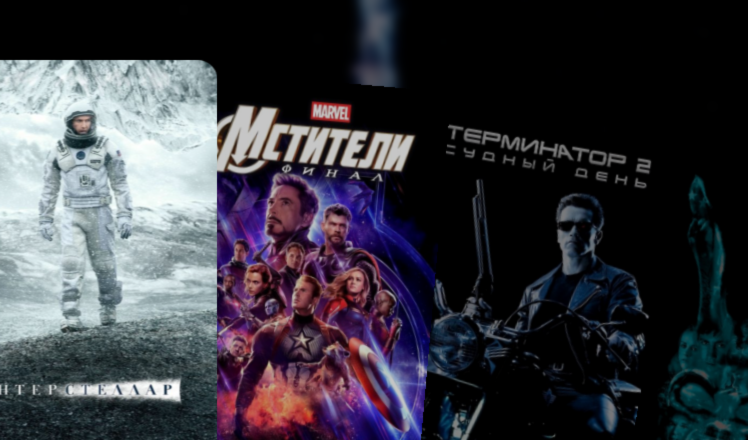 НТЕРСТЕЛЛАР
MARVEL
МСТИТЕЛИ
ФИНАЛ
ТЕРМИНАТОР 2
СУДНЫЙ ДЕНЬ